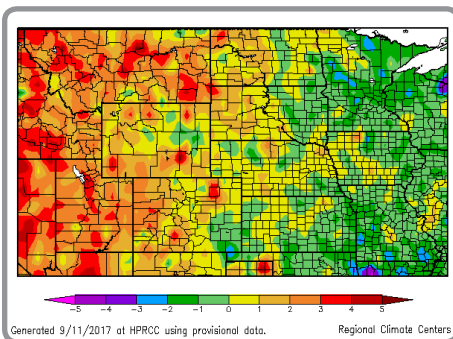 -5 -4 -3 -2 -1 0 1 2 3 4 5
Generated 9/11/2017 at HPRCC using provisional data. Regional Climate Centers